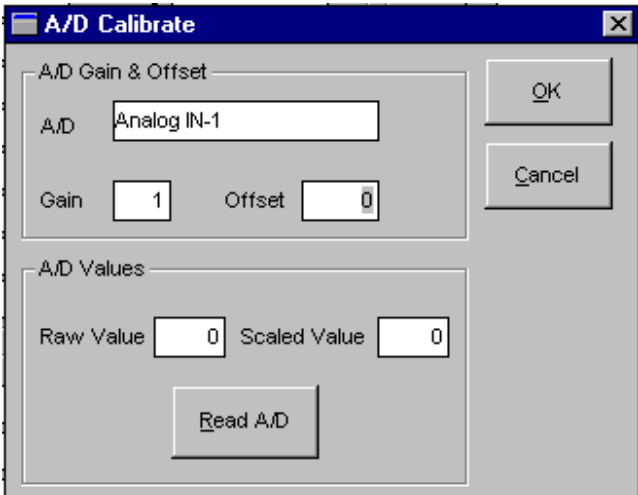 A/D Calibrate
A/D Gain & Offset
OK
A/D Analog IN-1
Cancel
Gain 1 Offset 0
A/D Values
Raw Value 0 Scaled Value 0
Read A/D